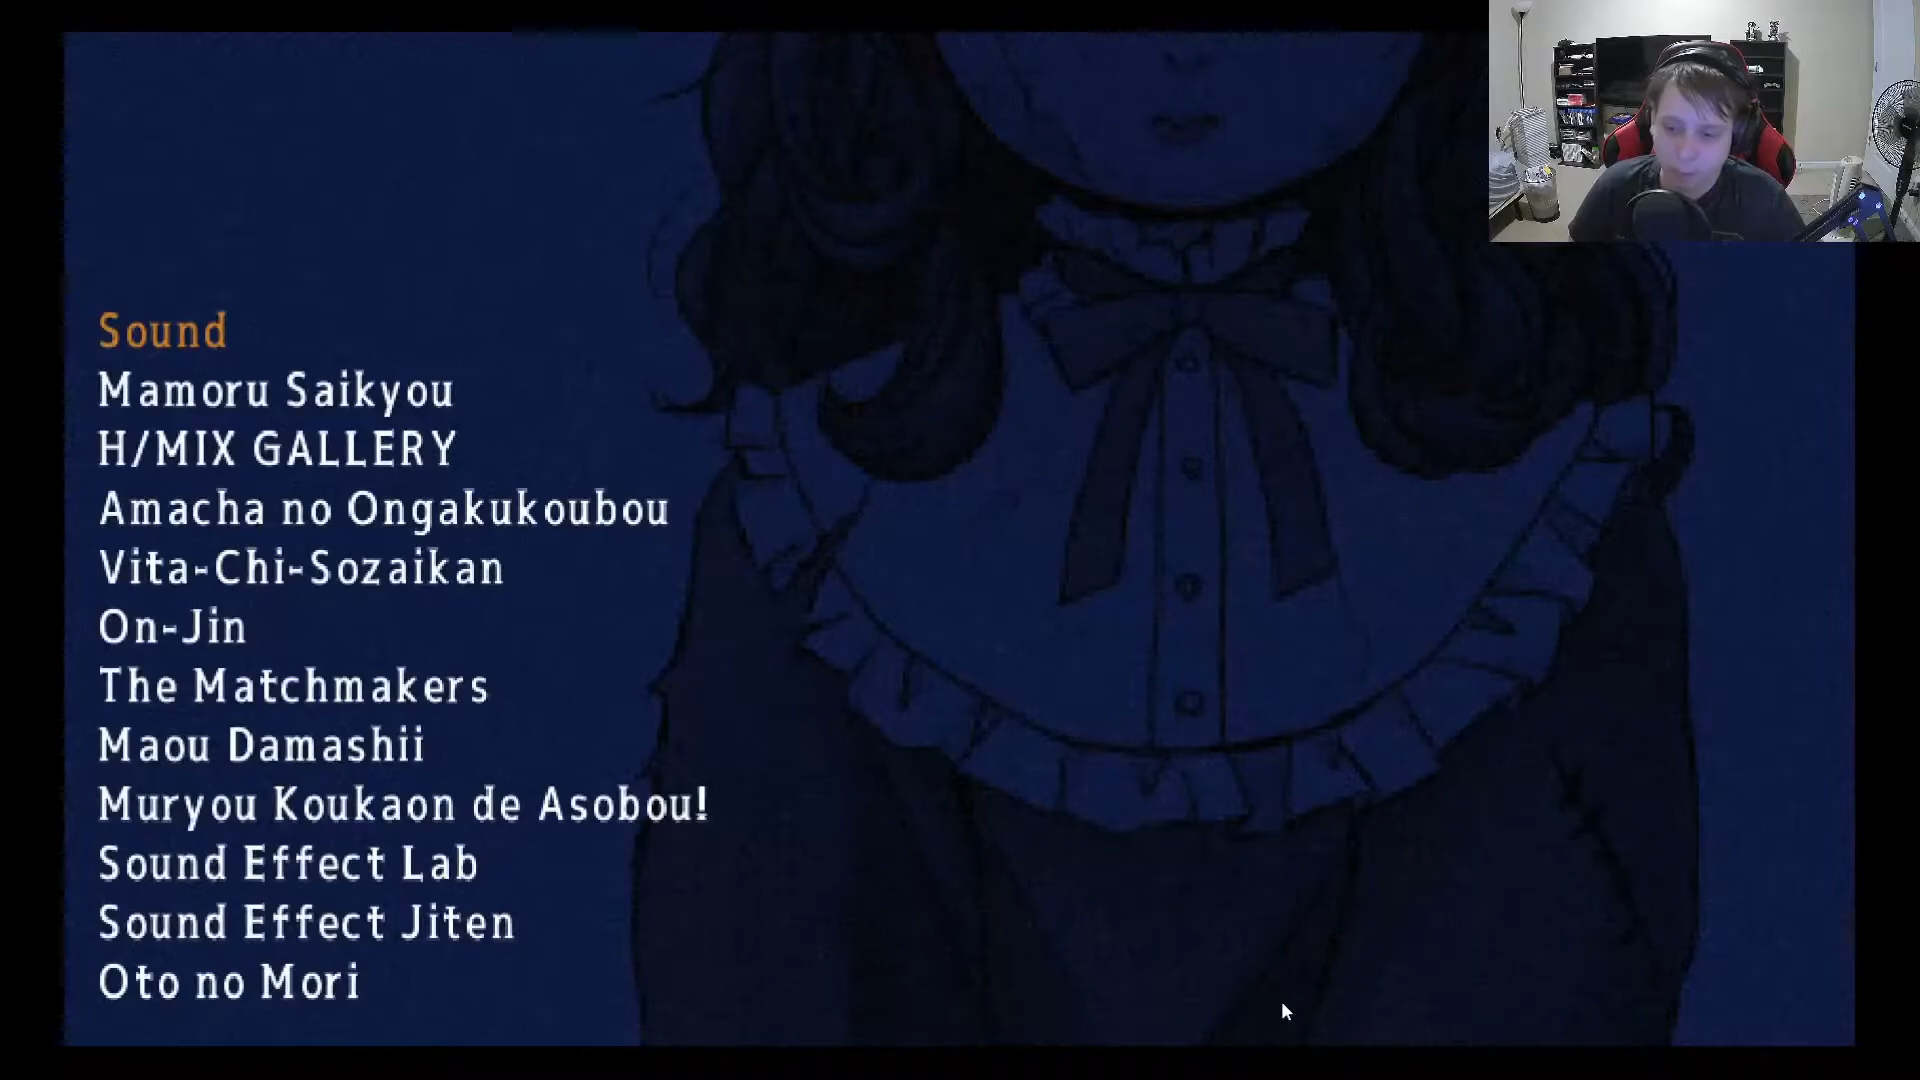 Sound
Mamoru Saikyou
H/MIX GALLERY
Amacha no Ongakukoubou
Vita-Chi-Sozaikan
On-Jin
The Matchmakers
Maou Damashii
Muryou Koukaon de Asobou!
Sound Effect Lab
Sound Effect Jiten
Oto no Mori